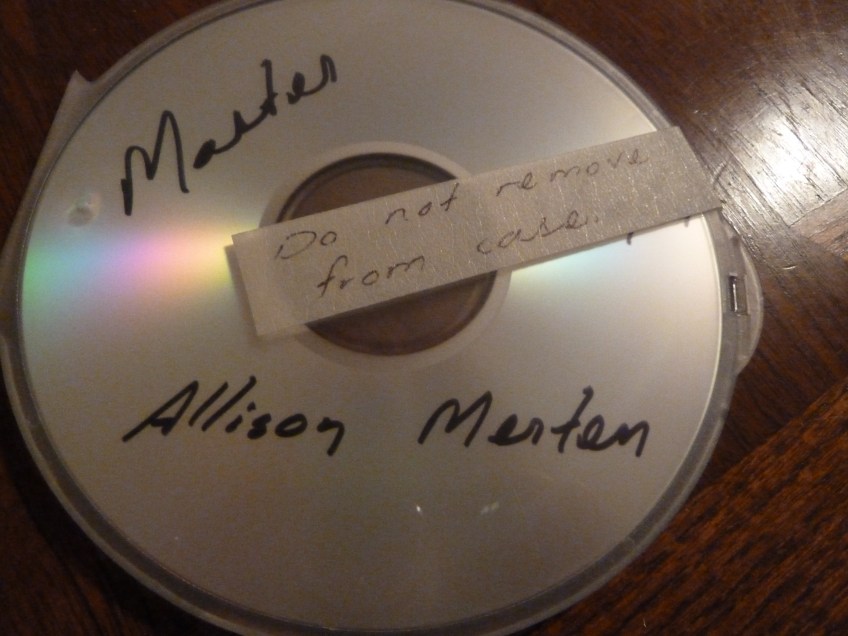 Master
Do not remove
from case.
Allison Merten